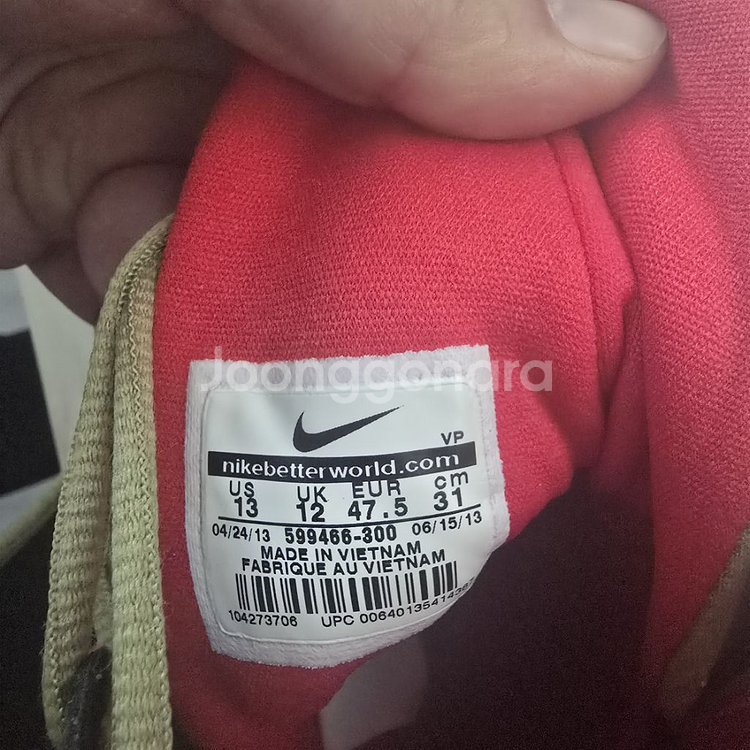 Joonggonara
VP
nikebetterworld.com
US UK EUR cm
13 12 47.5 31
04/24/13 599466-300 06/15/13
MADE IN VIETNAM
FABRIQUE AU VIETNAM
104273706 UPC